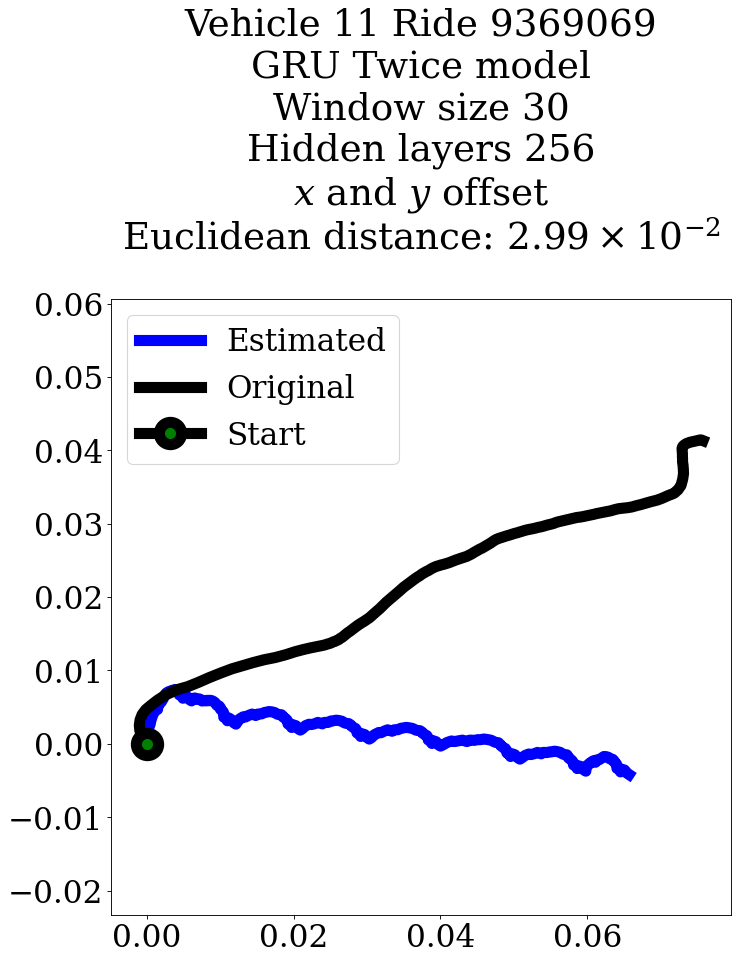 Vehicle 11 Ride 9369069
GRU Twice model
Window size 30
Hidden layers 256
x and y offset
Euclidean distance: 2.99 × 10⁻²
0.06
Estimated
0.05
Original
0.04
Start
0.03
0.02
0.01
0.00
−0.01
−0.02
0.00 0.02 0.04 0.06